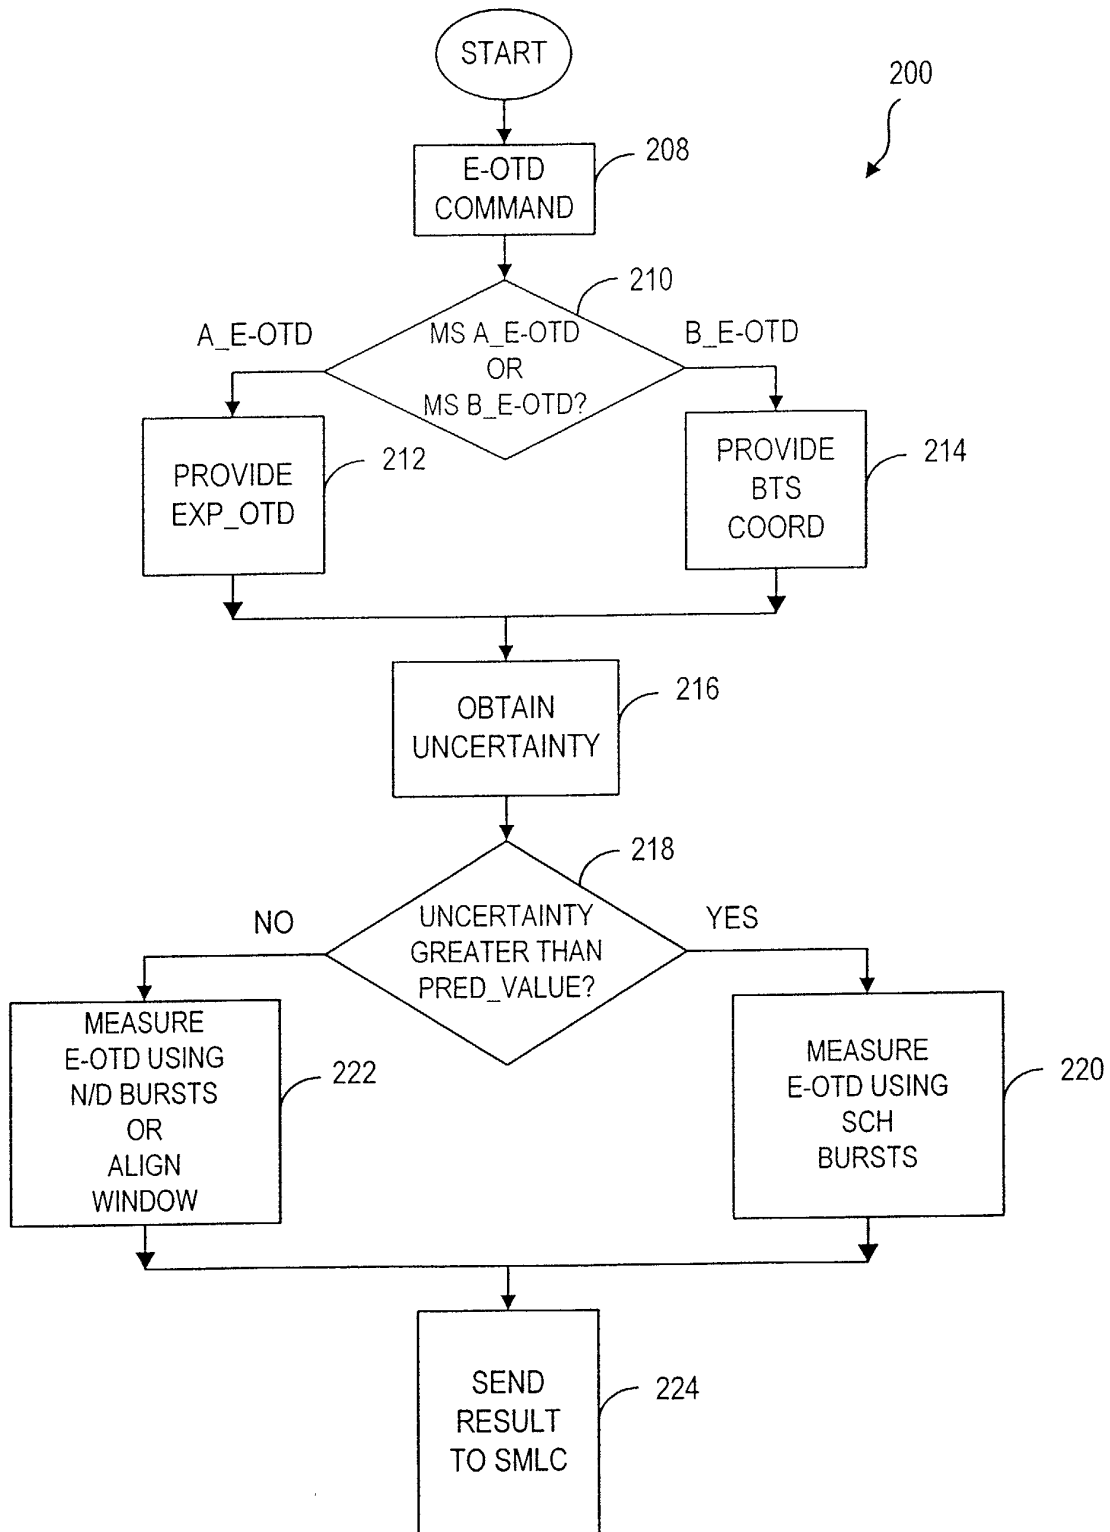 START
200
E-OTD
COMMAND
208
210
A_E-OTD
MS A_E-OTD
OR
MS B_E-OTD?
B_E-OTD
PROVIDE
EXP_OTD
212
PROVIDE
BTS
COORD
214
OBTAIN
UNCERTAINTY
216
218
NO
UNCERTAINTY
GREATER THAN
PRED_VALUE?
YES
MEASURE
E-OTD USING
N/D BURSTS
OR
ALIGN
WINDOW
222
MEASURE
E-OTD USING
SCH
BURSTS
220
SEND
RESULT
TO SMLC
224